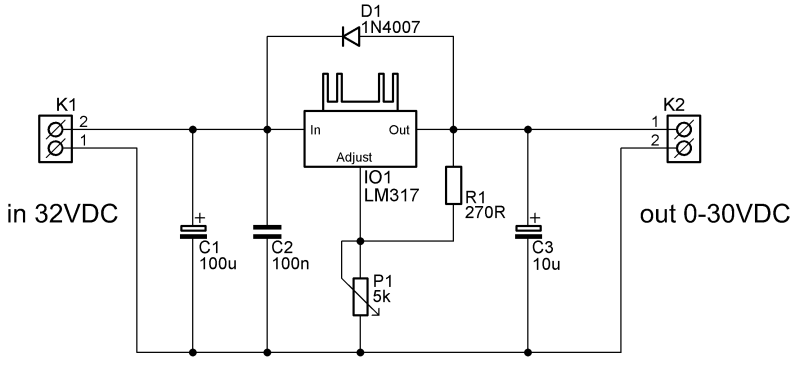 D1
1N4007
K1
2
1
in 32VDC
In
Out
Adjust
IO1
LM317
K2
1
2
out 0-30VDC
R1
270R
+
C1
100u
C2
100n
P1
5k
+
C3
10u